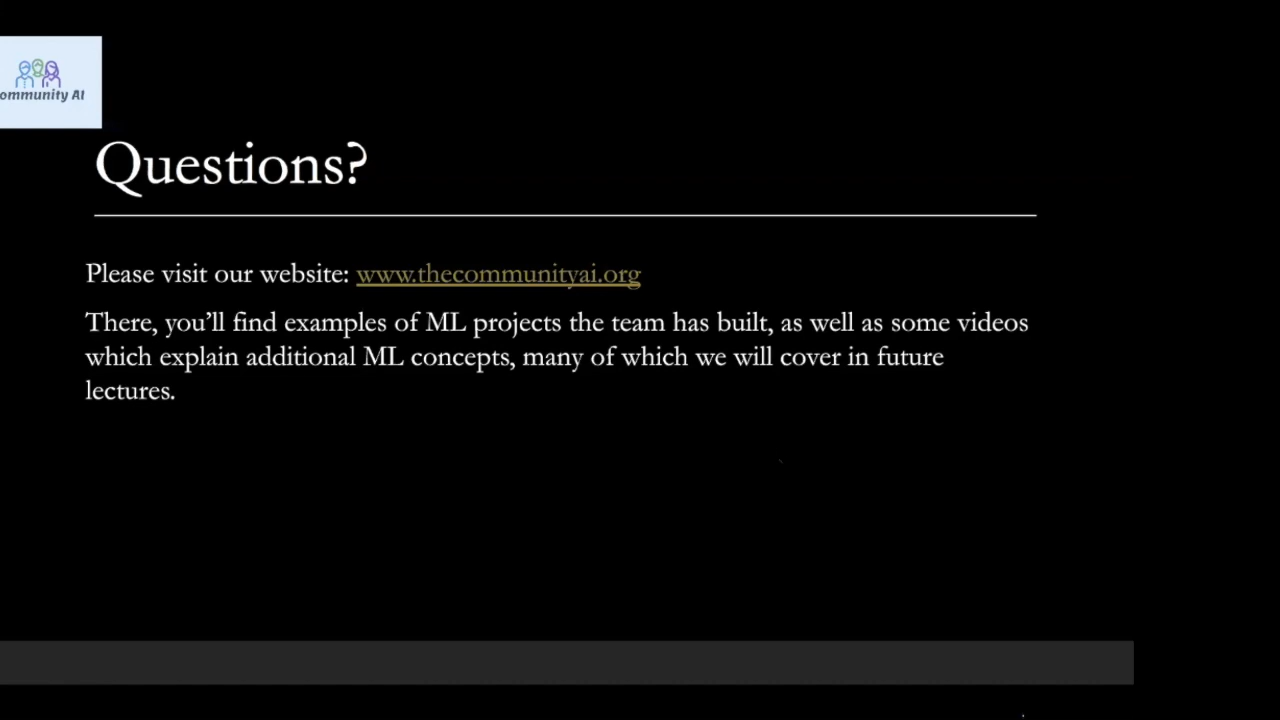 ommunity AI
Questions?
Please visit our website: www.thecommunityai.org
There, you’ll find examples of ML projects the team has built, as well as some videos
which explain additional ML concepts, many of which we will cover in future
lectures.